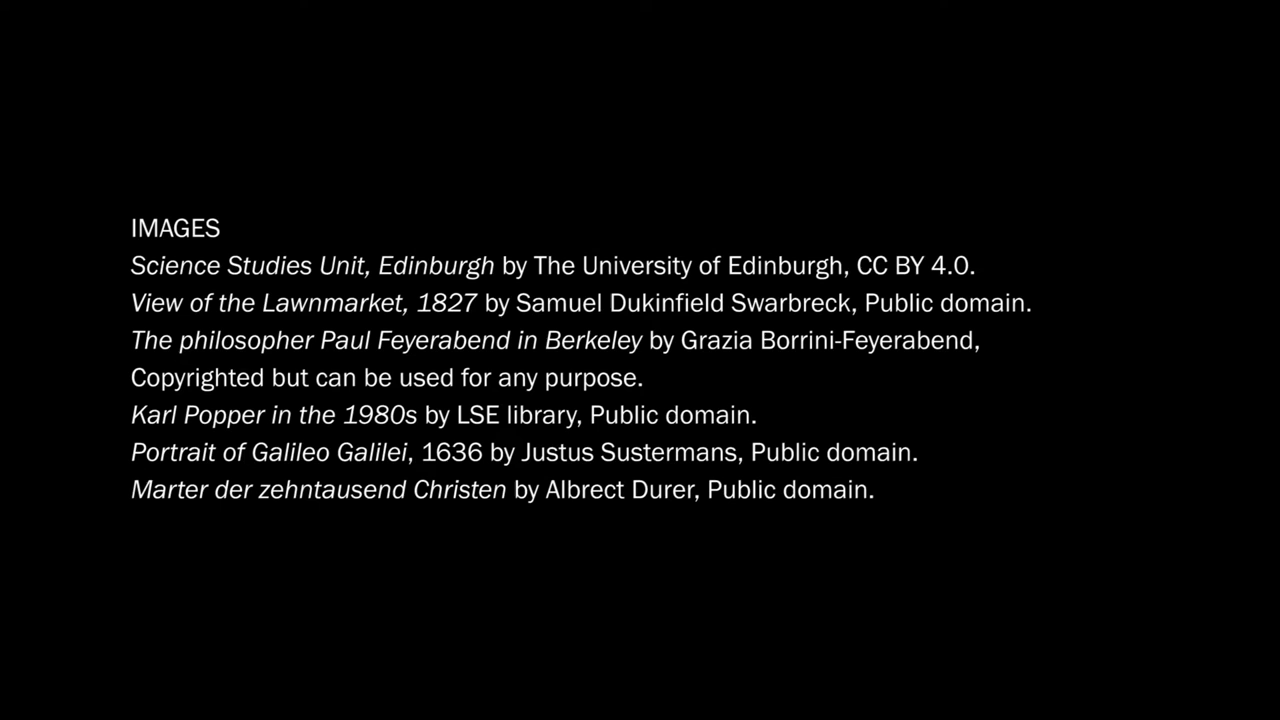 IMAGES
Science Studies Unit, Edinburgh by The University of Edinburgh, CC BY 4.0.
View of the Lawnmarket, 1827 by Samuel Dukinfield Swarbreck, Public domain.
The philosopher Paul Feyerabend in Berkeley by Grazia Borrini-Feyerabend,
Copyrighted but can be used for any purpose.
Karl Popper in the 1980s by LSE library, Public domain.
Portrait of Galileo Galilei, 1636 by Justus Sustermans, Public domain.
Marter der zehntausend Christen by Albrect Durer, Public domain.